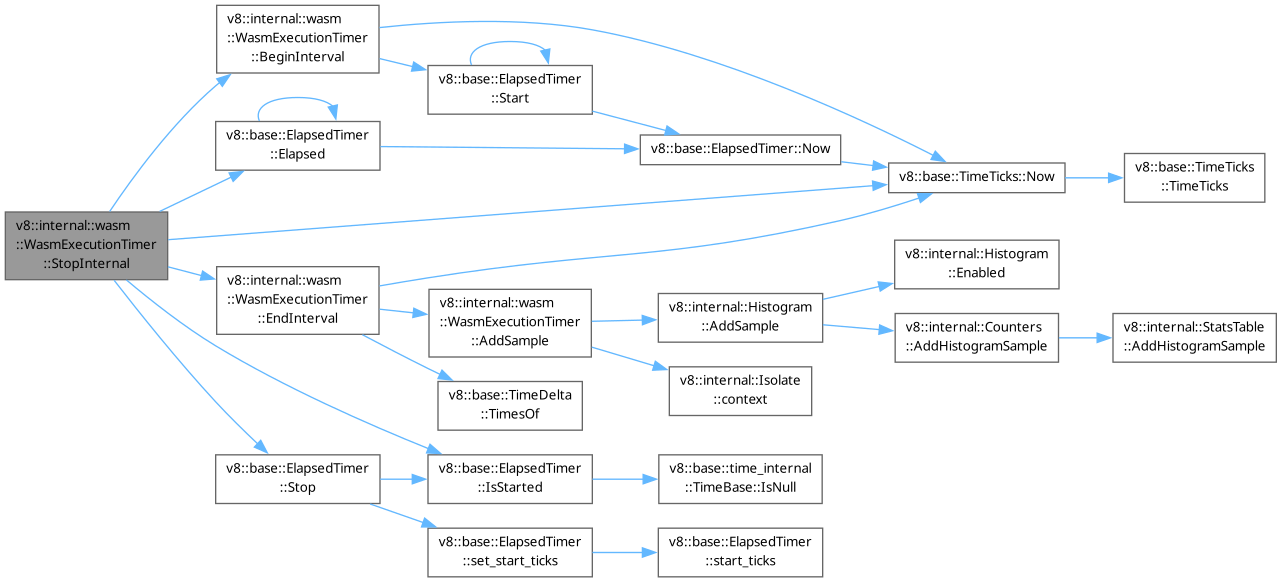 v8::internal::wasm
::WasmExecutionTimer
::StopInternal
v8::internal::wasm
::WasmExecutionTimer
::BeginInterval
v8::base::ElapsedTimer
::Elapsed
v8::internal::wasm
::WasmExecutionTimer
::EndInterval
v8::base::ElapsedTimer
::Stop
v8::base::ElapsedTimer
::Start
v8::internal::wasm
::WasmExecutionTimer
::AddSample
v8::base::TimeDelta
::TimesOf
v8::base::ElapsedTimer
::IsStarted
v8::base::ElapsedTimer
::set_start_ticks
v8::base::ElapsedTimer::Now
v8::internal::Histogram
::AddSample
v8::internal::Isolate
::context
v8::base::time_internal
::TimeBase::IsNull
v8::base::ElapsedTimer
::start_ticks
v8::base::TimeTicks::Now
v8::internal::Histogram
::Enabled
v8::internal::Counters
::AddHistogramSample
v8::base::TimeTicks
::TimeTicks
v8::internal::StatsTable
::AddHistogramSample